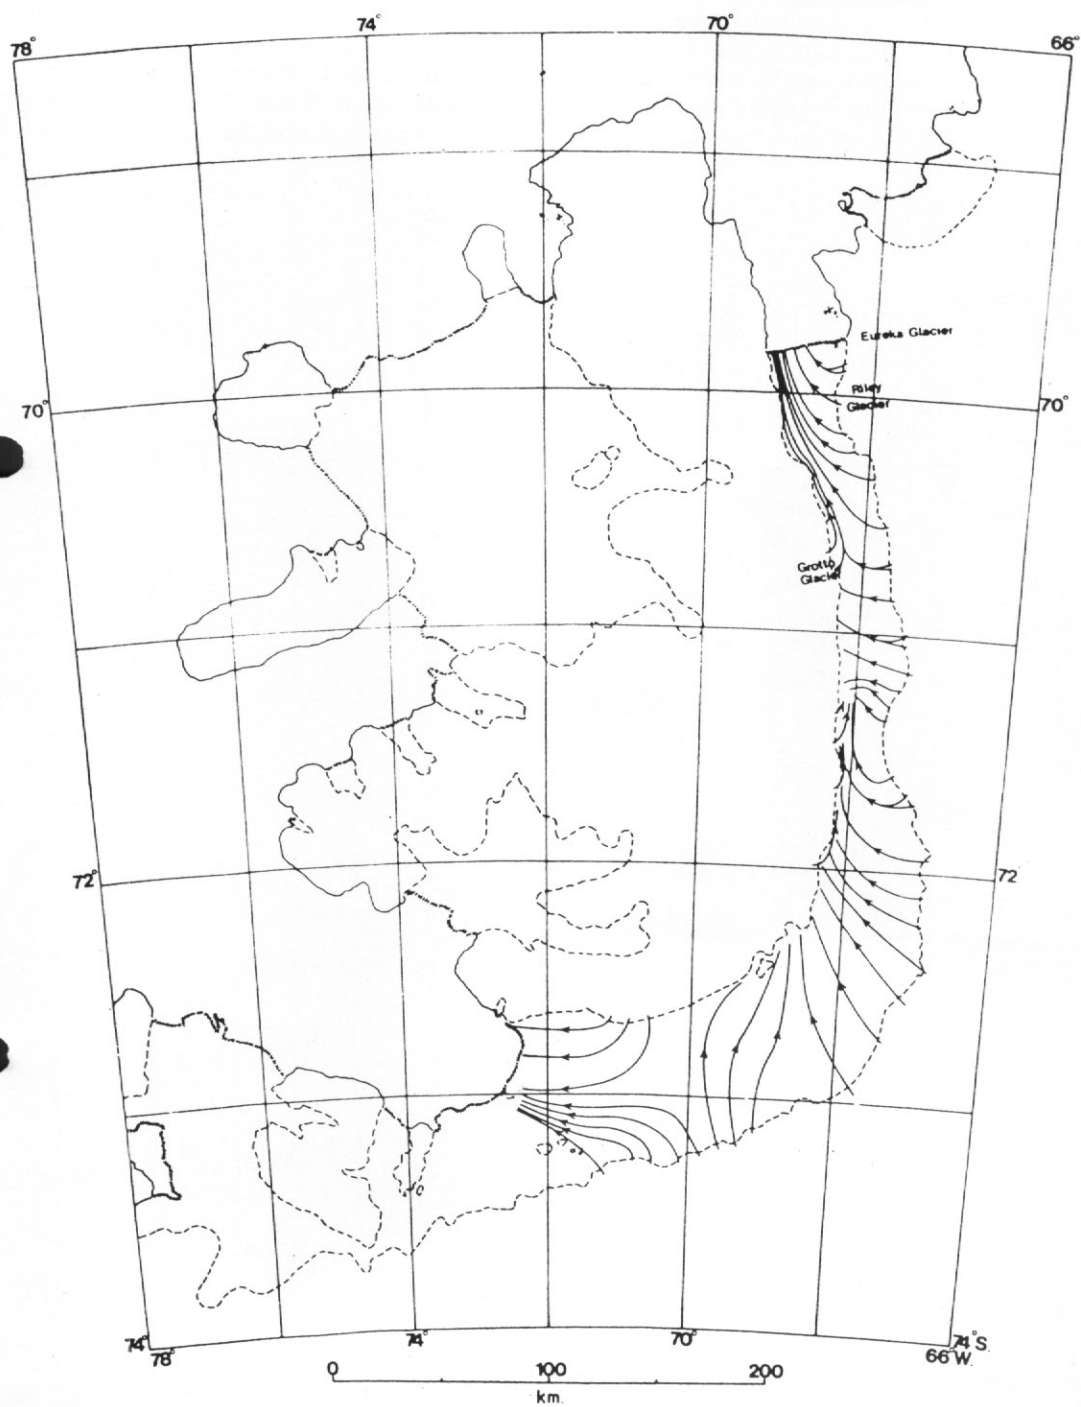 78° 74° 70° 66°
Eureka Glacier
Riley
Glacier
70° 70°
Grotto
Glacier
72° 72
74° 74° 70° 74°S.
78° 66°W.
0 100 200
km.